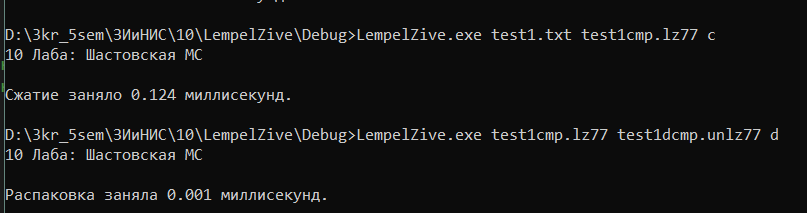 D:\3kr_5sem\ЗИиНИС\10\LempelZive\Debug>LempelZive.exe test1.txt test1cmp.lz77 c
10 Лаба: Шастовская МС
Сжатие заняло 0.124 миллисекунд.
D:\3kr_5sem\ЗИиНИС\10\LempelZive\Debug>LempelZive.exe test1cmp.lz77 test1dcmp.unlz77 d
10 Лаба: Шастовская МС
Распаковка заняла 0.001 миллисекунд.